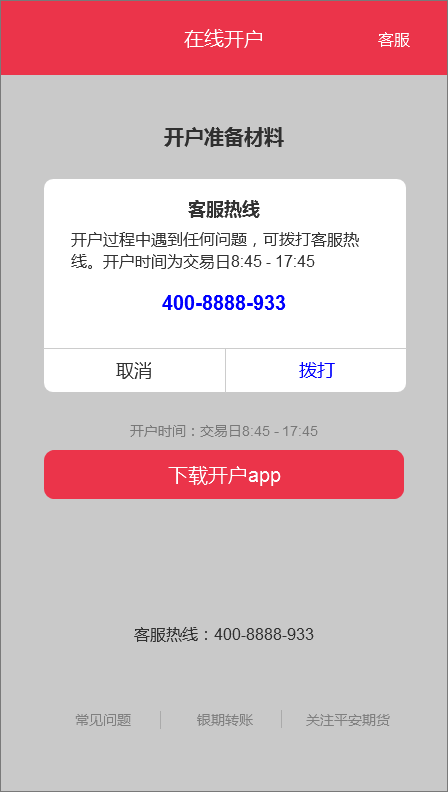 在线开户
客服
开户准备材料
客服热线
开户过程中遇到任何问题，可拨打客服热
线。开户时间为交易日8:45 - 17:45
400-8888-933
取消
拨打
开户时间：交易日8:45 - 17:45
下载开户app
客服热线：400-8888-933
常见问题
银期转账
关注平安期货